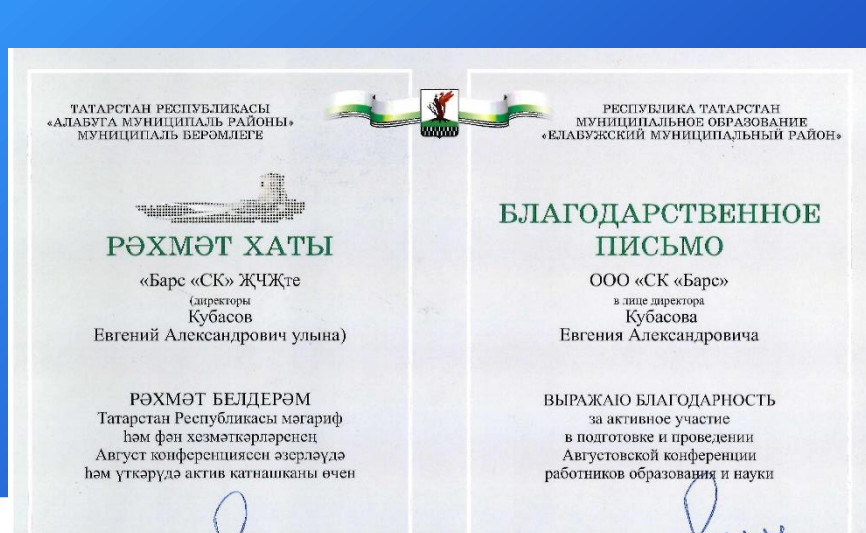 ТАТАРСТАН РЕСПУБЛИКАСЫ
«АЛАБУГА МУНИЦИПАЛЬ РАЙОНЫ»
МУНИЦИПАЛЬ БЕРӘМЛЕГЕ
РӘХМӘТ ХАТЫ
«Барс «СК» ҖЧҖте
(директоры
Кубасов
Евгений Александрович улына)
РӘХМӘТ БЕЛДЕРӘМ
Татарстан Республикасы мәгариф
һәм фән хезмәткәрләренең
Август конференциясен әзерләүдә
һәм үткәрүдә актив катнашканы өчен
РЕСПУБЛИКА ТАТАРСТАН
МУНИЦИПАЛЬНОЕ ОБРАЗОВАНИЕ
«ЕЛАБУЖСКИЙ МУНИЦИПАЛЬНЫЙ РАЙОН»
БЛАГОДАРСТВЕННОЕ
ПИСЬМО
ООО «СК «Барс»
в лице директора
Кубасова
Евгения Александровича
ВЫРАЖАЮ БЛАГОДАРНОСТЬ
за активное участие
в подготовке и проведении
Августовской конференции
работников образования и науки